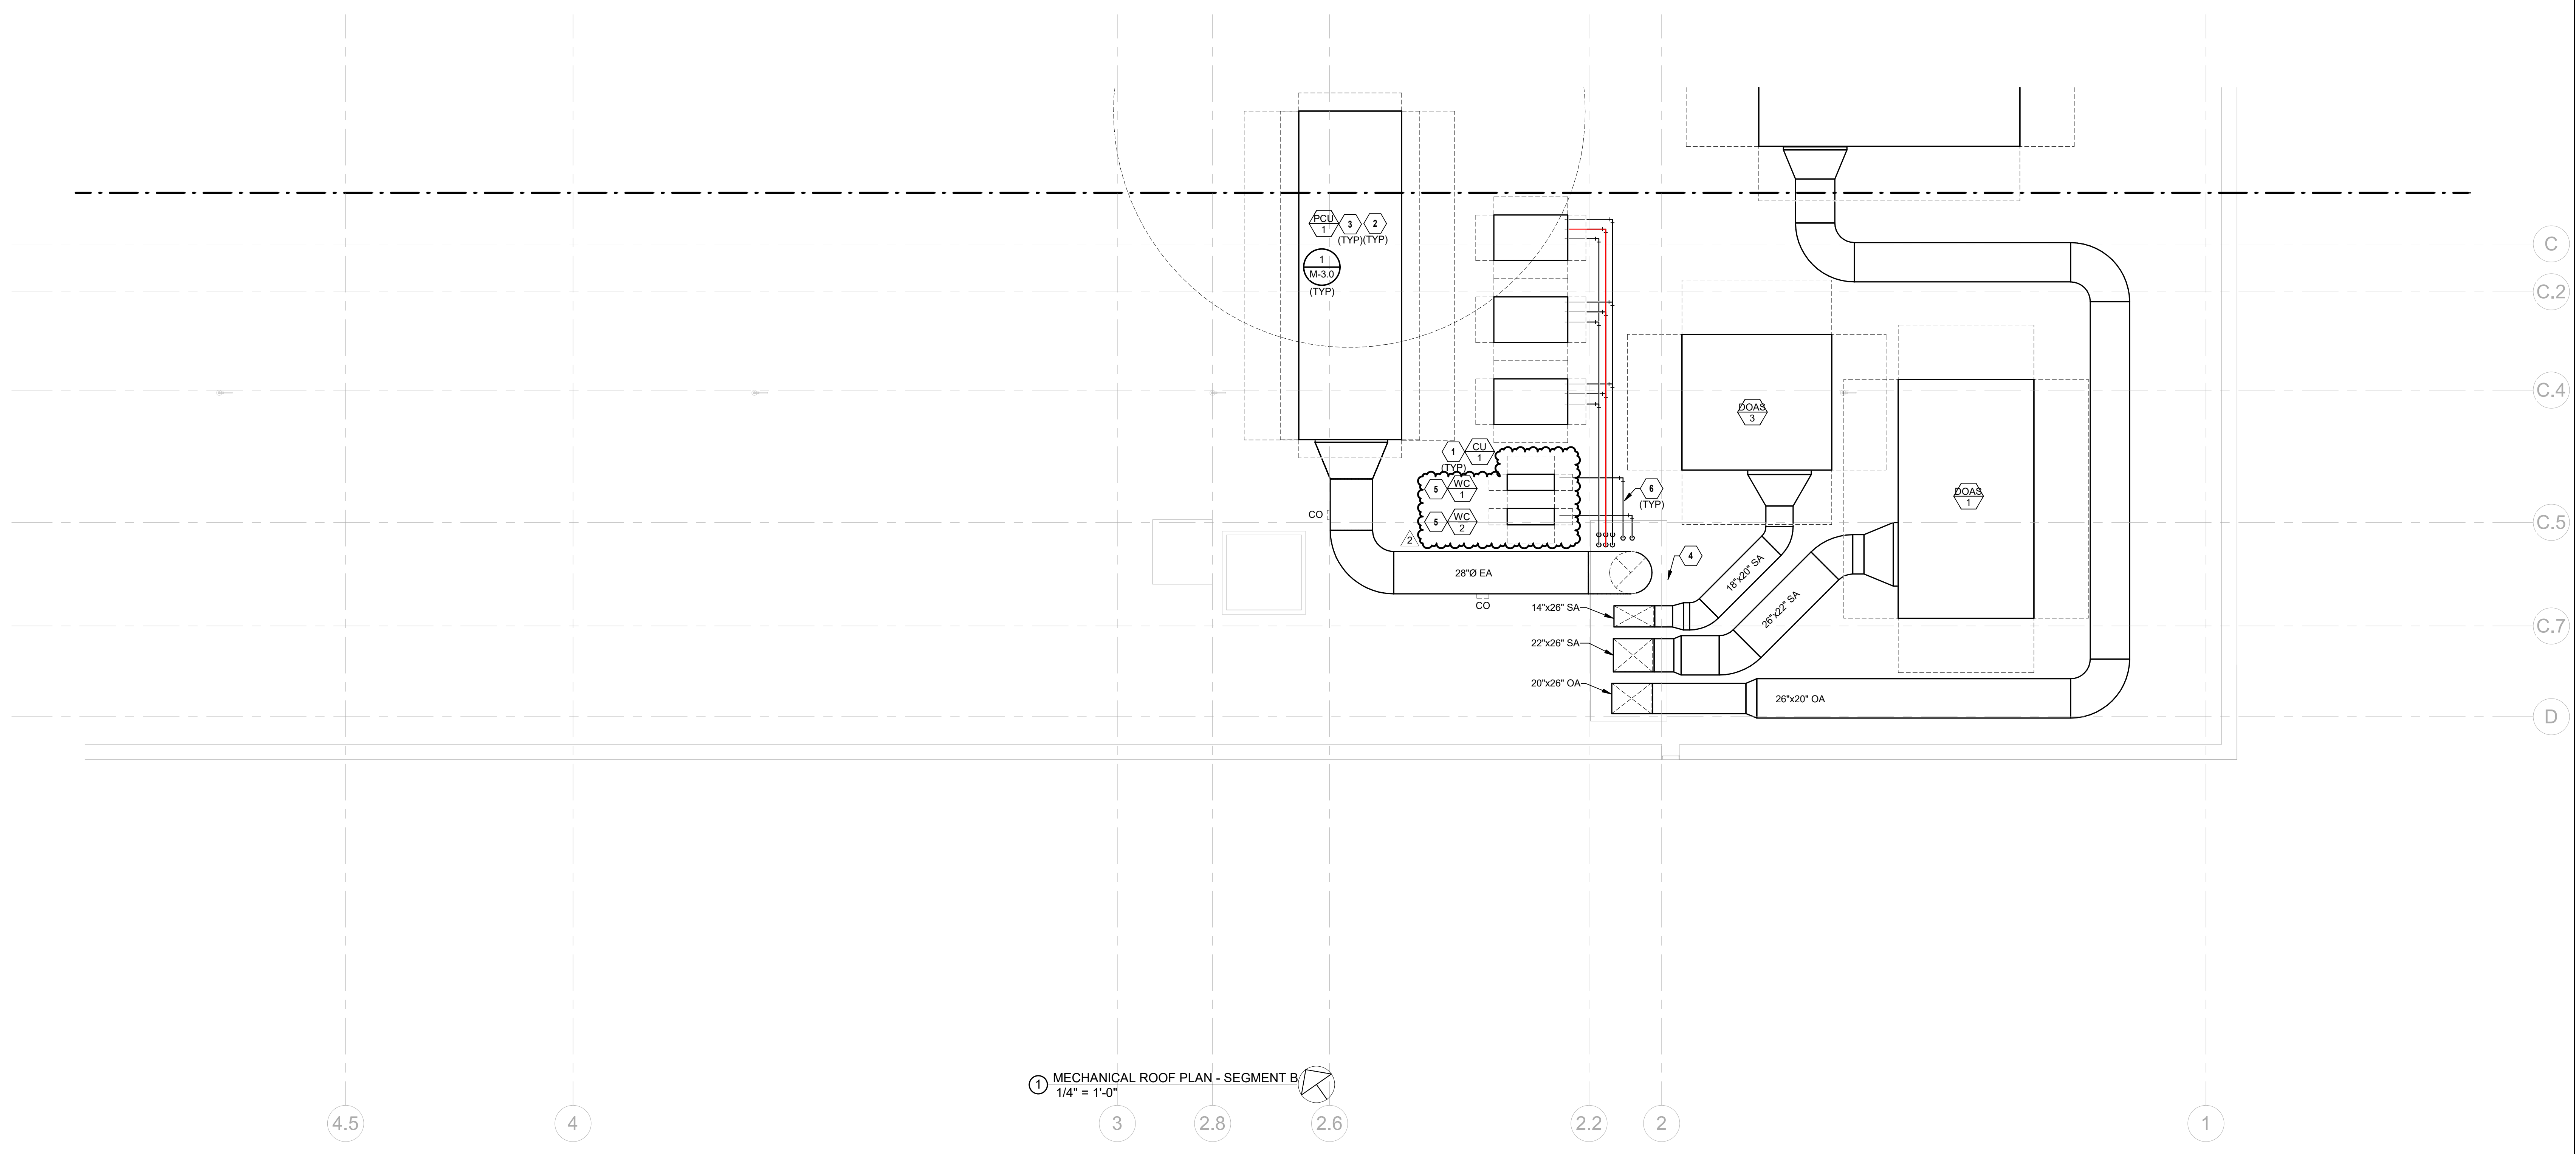 PCU
1
3
(TYP)
2
(TYP)
1
M-3.0
(TYP)
C
C.2
C.4
C.5
C.7
D
DOAS
3
DOAS
1
1
(TYP)
CU
1
5
WC
1
5
WC
2
2
6
(TYP)
CO
28"Ø EA
CO
4
14"x26" SA
22"x26" SA
20"x26" OA
18"x20" SA
26"x22" SA
26"x20" OA
1
MECHANICAL ROOF PLAN - SEGMENT B
1/4" = 1'-0"
4.5
4
3
2.8
2.6
2.2
2
1